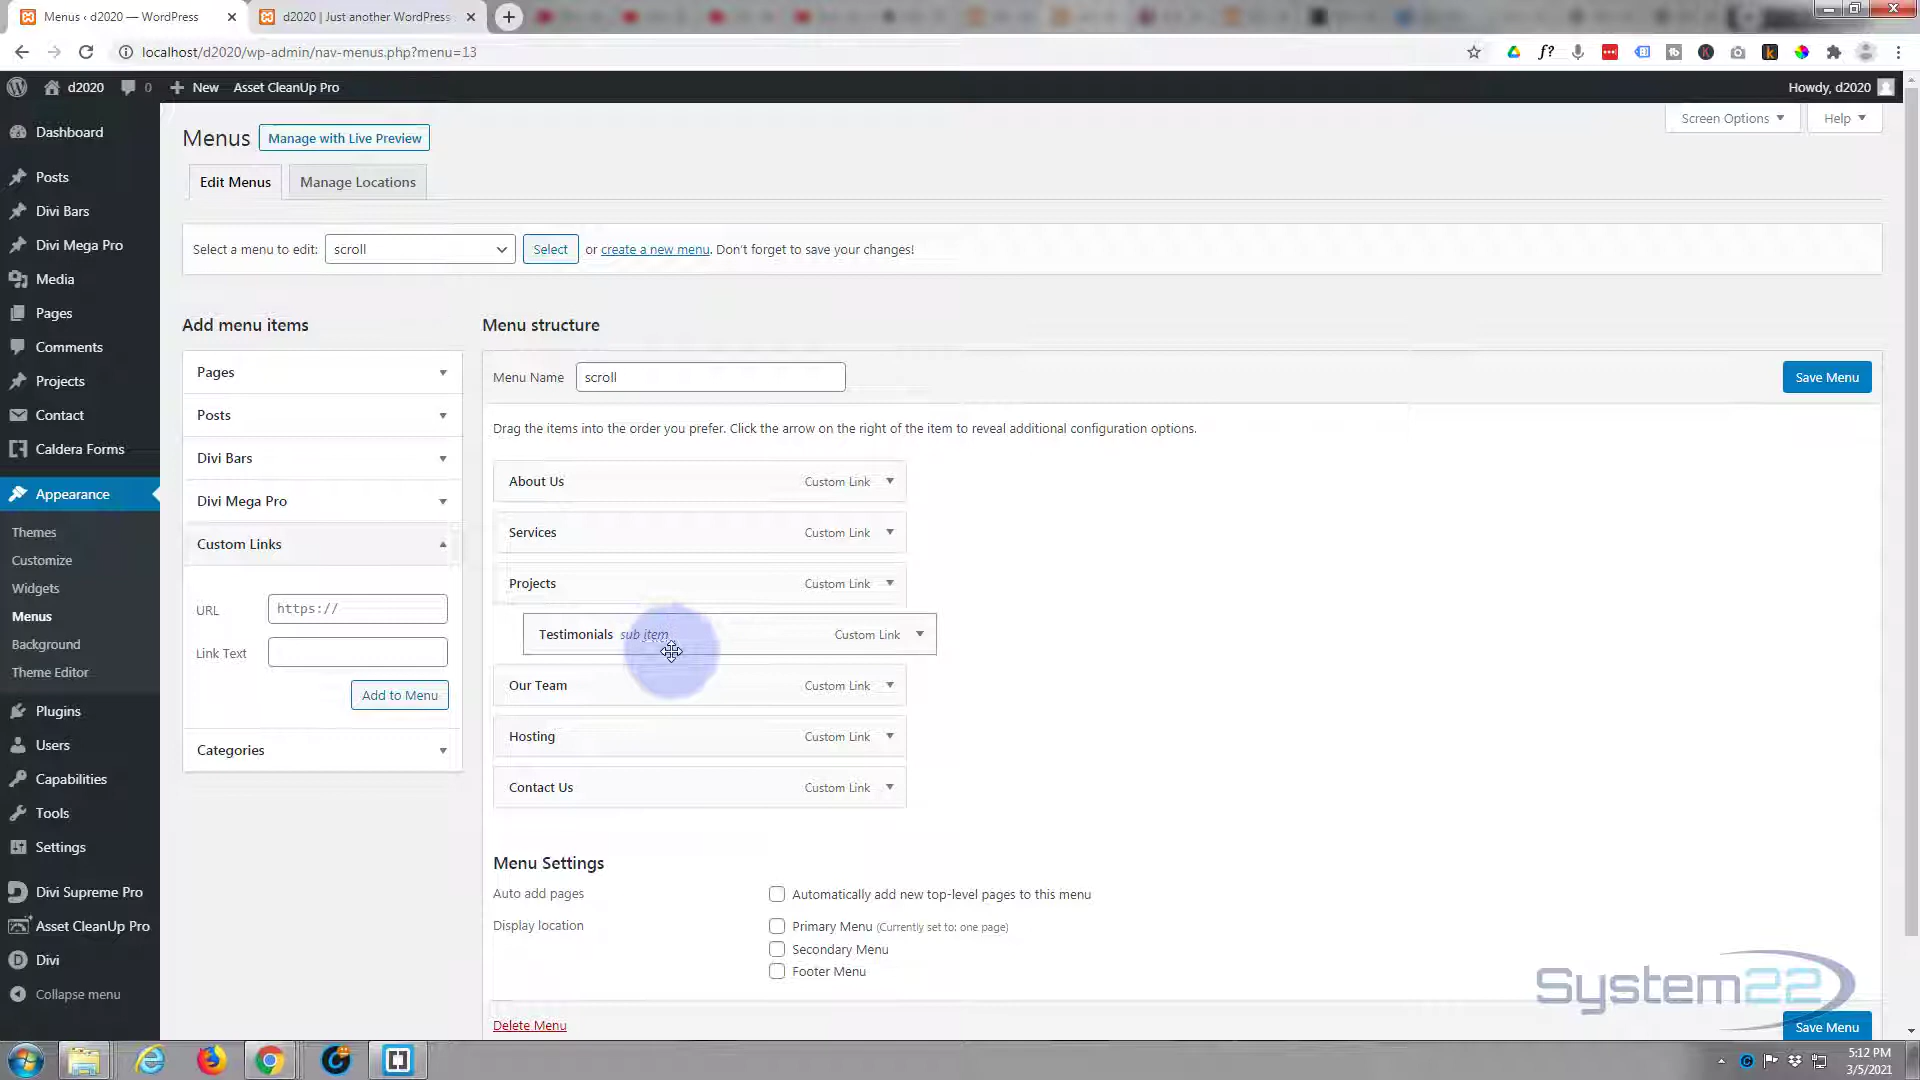 Menus ‹ d2020 — WordPress
d2020 | Just another WordPress
localhost/d2020/wp-admin/nav-menus.php?menu=13
d2020
0
New
Asset CleanUp Pro
Howdy, d2020
Screen Options
Help
Dashboard
Posts
Divi Bars
Divi Mega Pro
Media
Pages
Comments
Projects
Contact
Caldera Forms
Appearance
Themes
Customize
Widgets
Menus
Background
Theme Editor
Plugins
Users
Capabilities
Tools
Settings
Divi Supreme Pro
Asset CleanUp Pro
Divi
Collapse menu
Menus
Manage with Live Preview
Edit Menus
Manage Locations
Select a menu to edit: scroll Select or create a new menu. Don't forget to save your changes!
Add menu items
Pages
Posts
Divi Bars
Divi Mega Pro
Custom Links
URL https://
Link Text
Add to Menu
Categories
Menu structure
Menu Name scroll
Save Menu
Drag the items into the order you prefer. Click the arrow on the right of the item to reveal additional configuration options.
About Us Custom Link
Services Custom Link
Projects Custom Link
Testimonials sub item Custom Link
Our Team Custom Link
Hosting Custom Link
Contact Us Custom Link
Menu Settings
Auto add pages
Automatically add new top-level pages to this menu
Display location
Primary Menu (Currently set to: one page)
Secondary Menu
Footer Menu
Delete Menu
Save Menu
System22
5:12 PM
3/5/2021